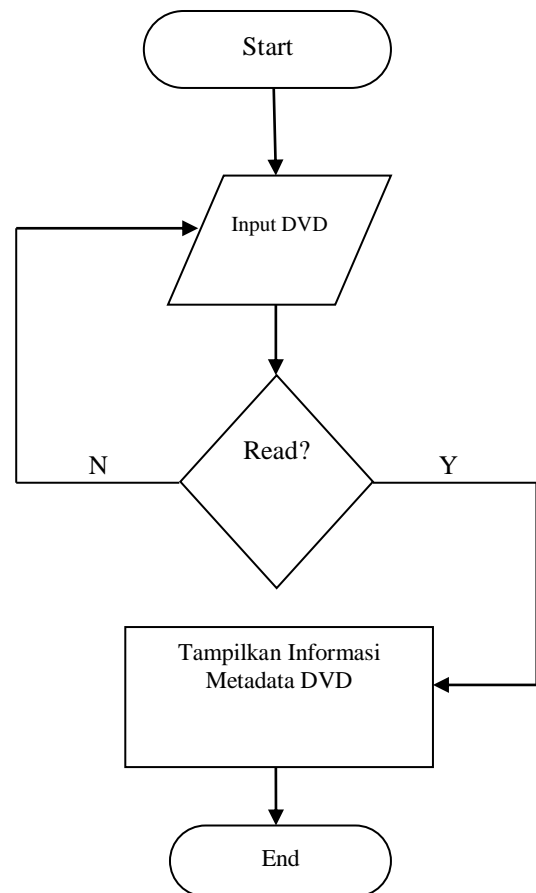 Start
Input DVD
Read?
N
Y
Tampilkan Informasi
Metadata DVD
End